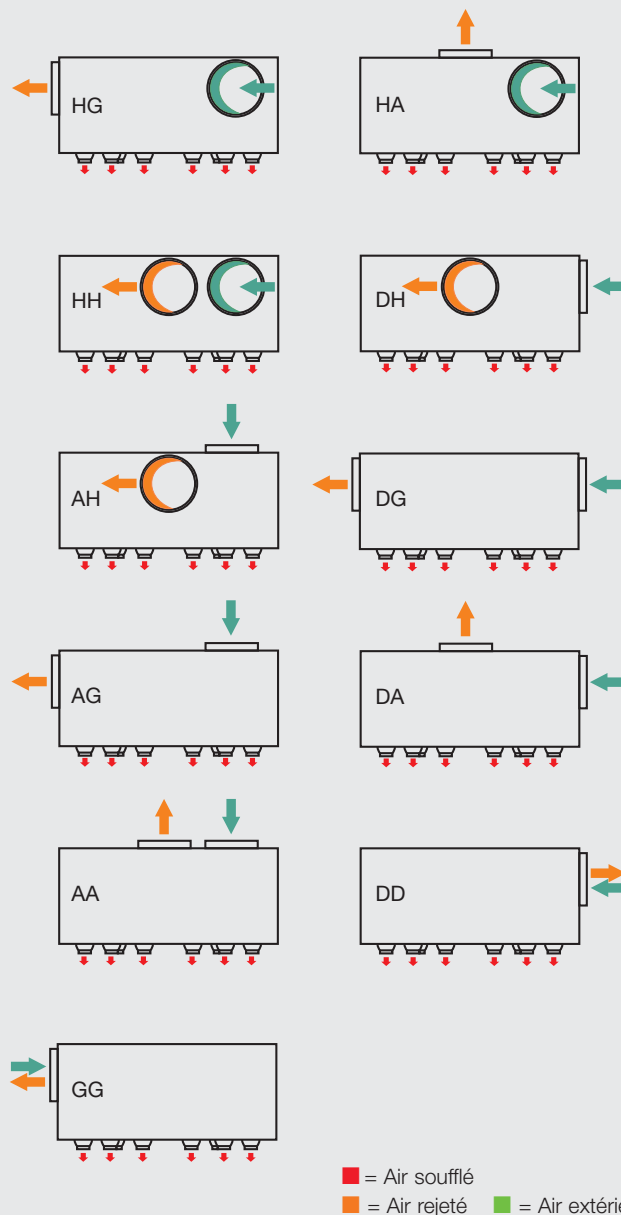 HG
HA
HH
DH
AH
DG
AG
DA
AA
DD
GG
= Air soufflé
= Air rejeté = Air extérie